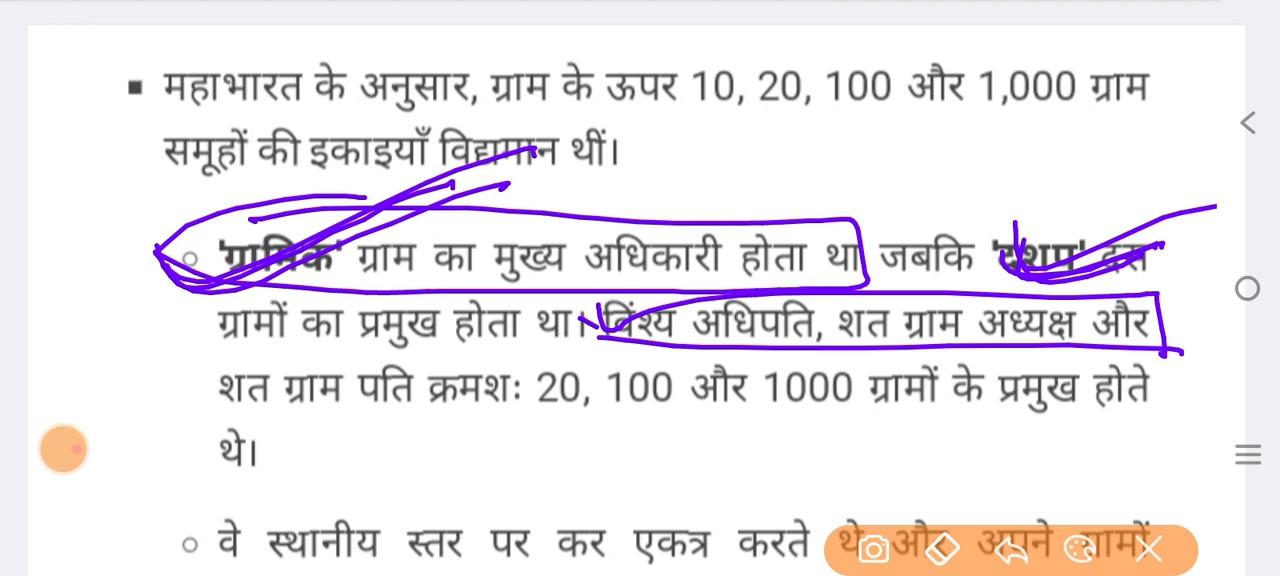 ▪ महाभारत के अनुसार, ग्राम के ऊपर 10, 20, 100 और 1,000 ग्राम
समूहों की इकाइयाँ विद्यमान थीं।
○ 'ग्रामिक' ग्राम का मुख्य अधिकारी होता था जबकि 'दशप' दस
ग्रामों का प्रमुख होता था। विंश्य अधिपति, शत ग्राम अध्यक्ष और
शत ग्राम पति क्रमशः 20, 100 और 1000 ग्रामों के प्रमुख होते
थे।
○ वे स्थानीय स्तर पर कर एकत्र करते थे और अपने ग्रामों